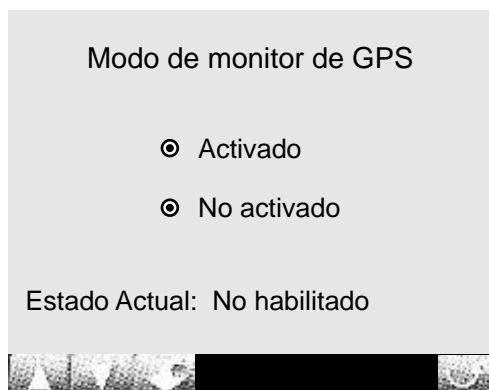 Modo de monitor de GPS
Activado
No activado
Estado Actual: No habilitado